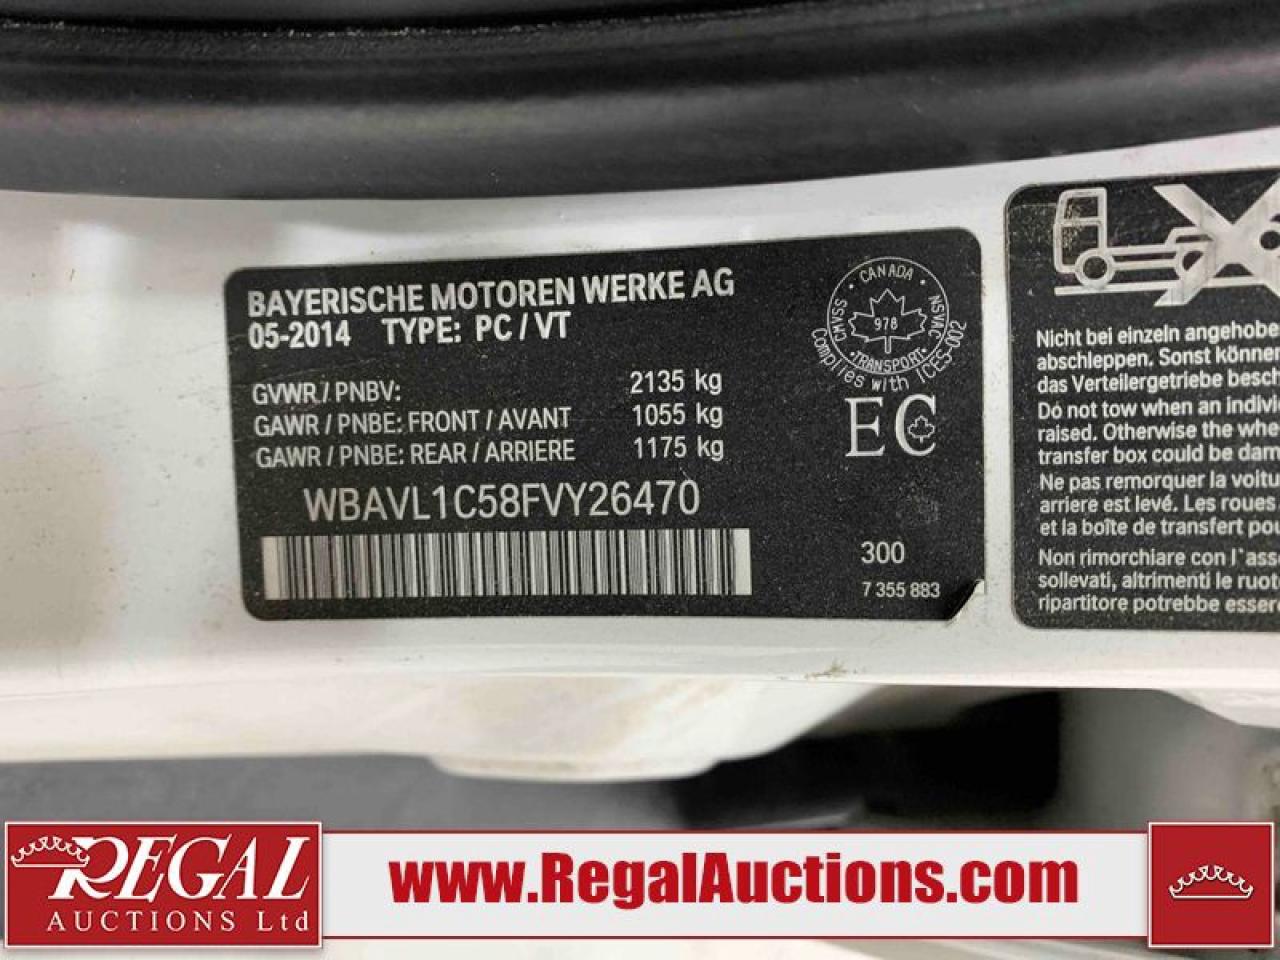 BAYERISCHE MOTOREN WERKE AG
05-2014 TYPE: PC / VT
GVWR / PNBV: 2135 kg
GAWR / PNBE: FRONT / AVANT 1055 kg
GAWR / PNBE: REAR / ARRIERE 1175 kg
WBAVL1C58FVY26470
CANADA
CMVSS
NSVAC
978
TRANSPORT
Complies with ICES-002
EC
300
7 355 883
Nicht bei einzeln angehobe
abschleppen. Sonst können
das Verteilergetriebe besch
Do not tow when an indivi
raised. Otherwise the whe
transfer box could be dam
Ne pas remorquer la voitu
arriere est levé. Les roues
et la boîte de transfert pou
Non rimorchiare con l'ass
sollevati, altrimenti le ruot
ripartitore potrebbe esser
REGAL
AUCTIONS Ltd
www.RegalAuctions.com